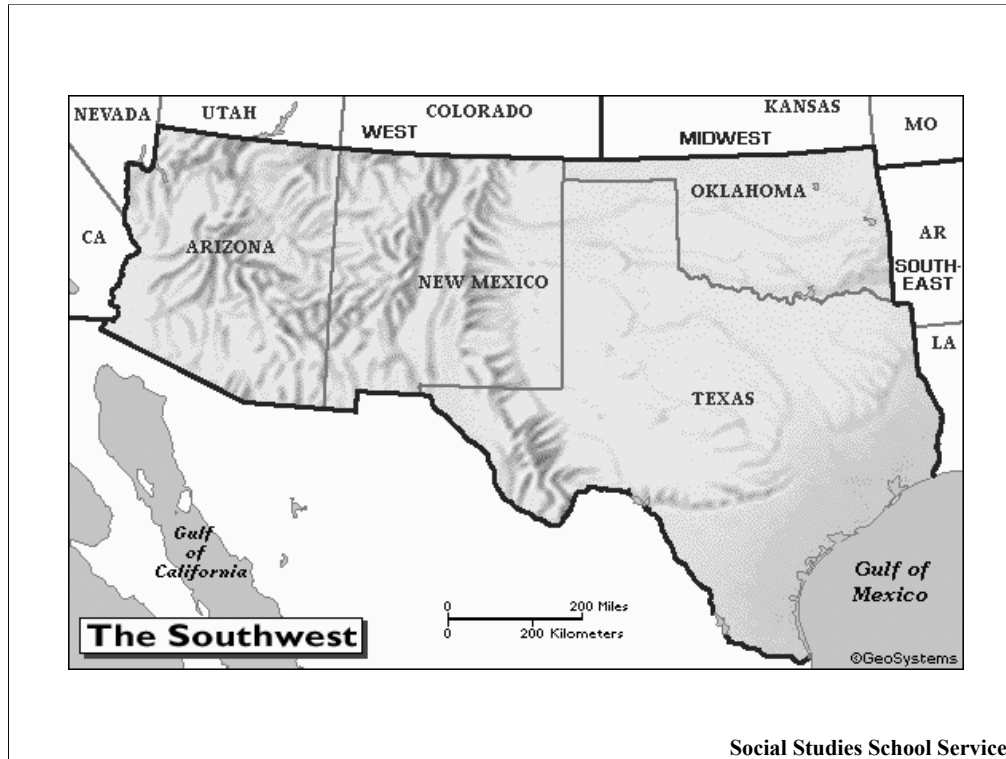 NEVADA
UTAH
COLORADO
KANSAS
MO
WEST
MIDWEST
OKLAHOMA
CA
ARIZONA
NEW MEXICO
AR
SOUTH-
EAST
LA
TEXAS
Gulf
of
California
Gulf of
Mexico
0 200 Miles
0 200 Kilometers
The Southwest
©GeoSystems
Social Studies School Service